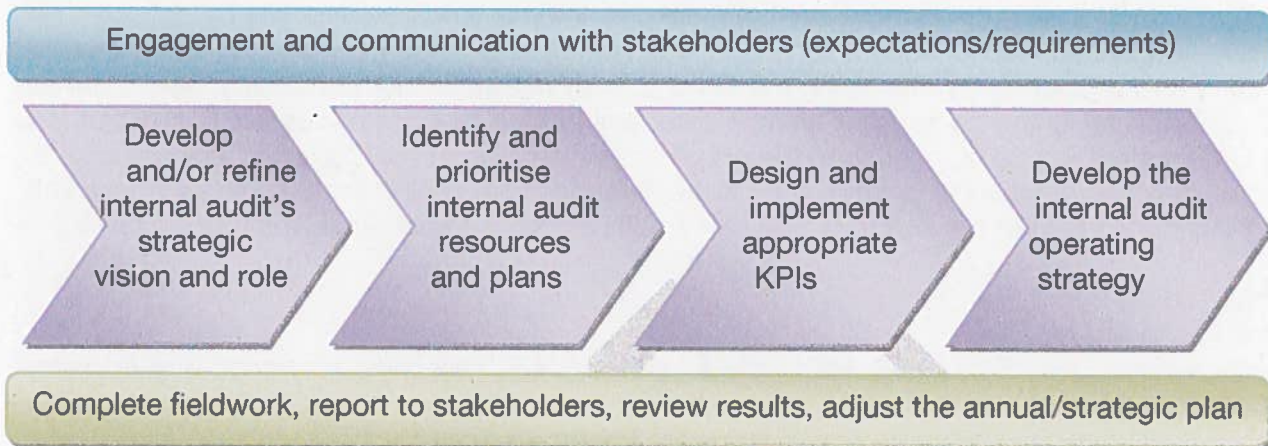 Engagement and communication with stakeholders (expectations/requirements)
Develop
and/or refine
internal audit's
strategic
vision and role
Identify and
prioritise
internal audit
resources
and plans
Design and
implement
appropriate
KPIs
Develop the
internal audit
operating
strategy
Complete fieldwork, report to stakeholders, review results, adjust the annual/strategic plan